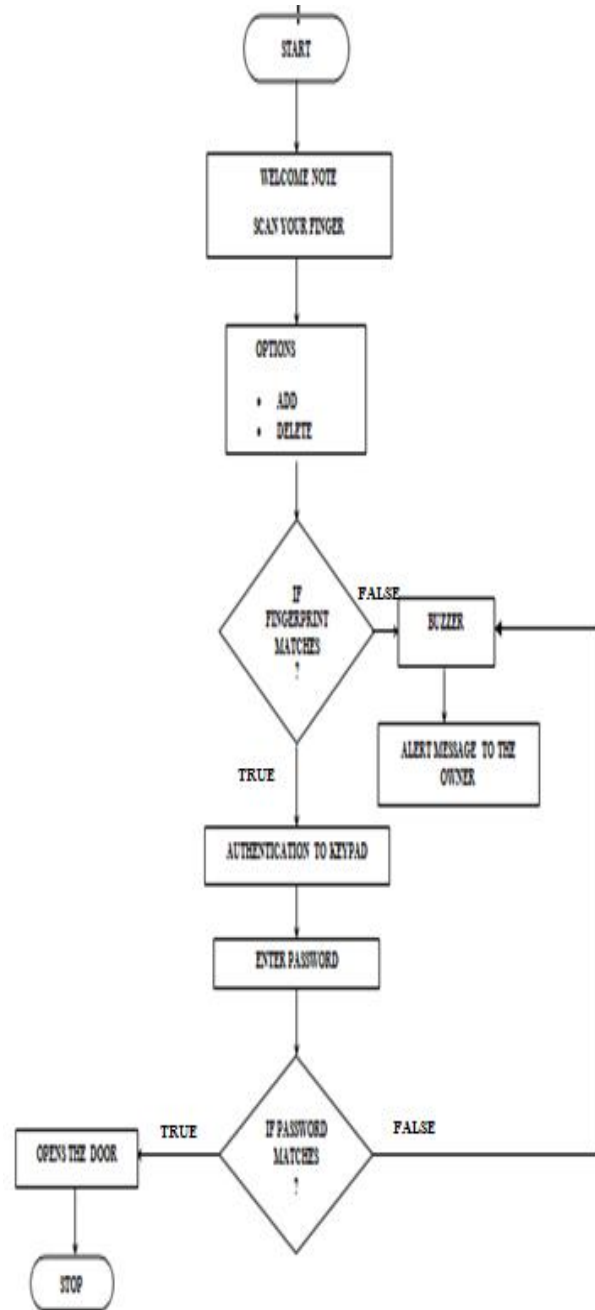 START
WELCOME NOTE
SCAN YOUR FINGER
OPTIONS
• ADD
• DELETE
IF
FINGERPRINT
MATCHES
?
FALSE
BUZZER
ALERT MESSAGE TO THE
OWNER
TRUE
AUTHENTICATION TO KEYPAD
ENTER PASSWORD
IF PASSWORD
MATCHES
?
TRUE
FALSE
OPENS THE DOOR
STOP